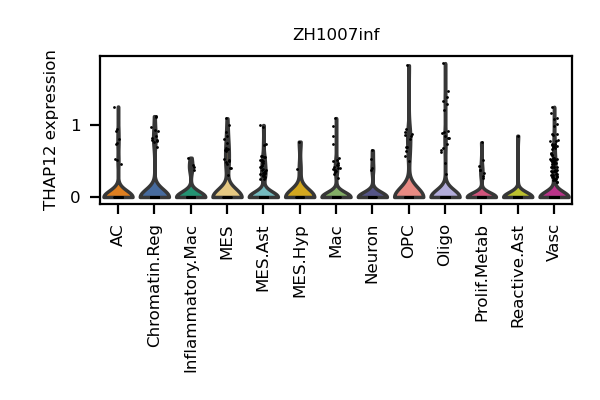 ZH1007inf
THAP12 expression
1
0
AC
Chromatin.Reg
Inflammatory.Mac
MES
MES.Ast
MES.Hyp
Mac
Neuron
OPC
Oligo
Prolif.Metab
Reactive.Ast
Vasc